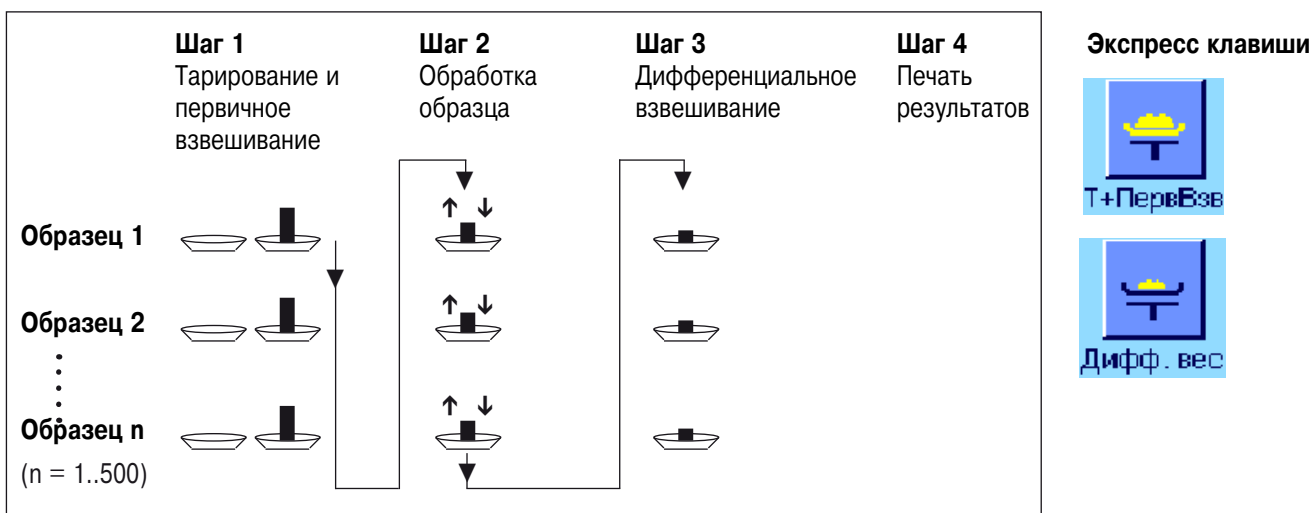 Шаг 1
Тарирование и
первичное
взвешивание
Шаг 2
Обработка
образца
Шаг 3
Дифференциальное
взвешивание
Шаг 4
Печать
результатов
Экспресс клавиши
Т+ПервВзв
Дифф.вес
Образец 1
Образец 2
Образец n
(n = 1..500)